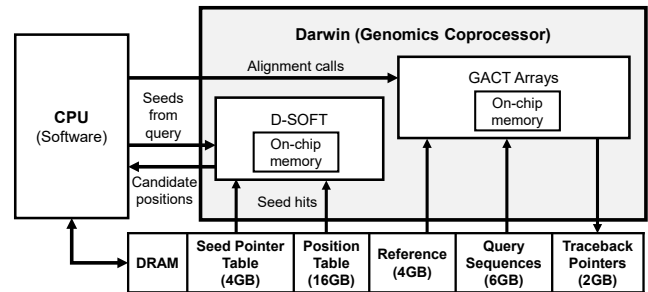 Darwin (Genomics Coprocessor)
Alignment calls
GACT Arrays
On-chip
memory
CPU
(Software)
Seeds
from
query
D-SOFT
On-chip
memory
Candidate
positions
Seed hits
DRAM
Seed Pointer
Table
(4GB)
Position
Table
(16GB)
Reference
(4GB)
Query
Sequences
(6GB)
Traceback
Pointers
(2GB)